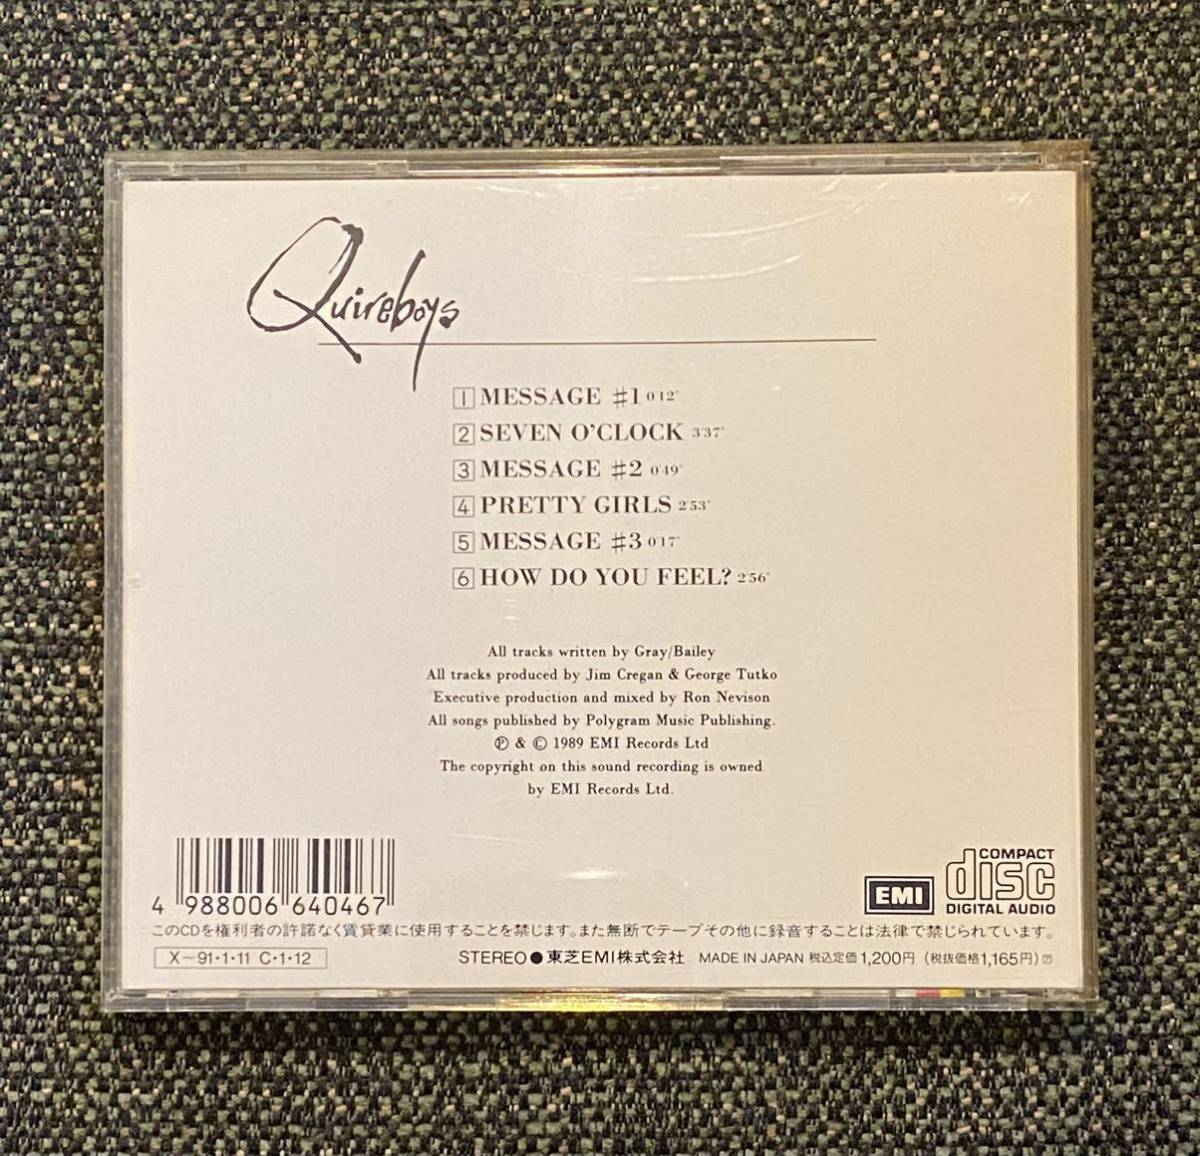 Quireboys
1 MESSAGE ♯1 0'12"
2 SEVEN O'CLOCK 3'37"
3 MESSAGE ♯2 0'49"
4 PRETTY GIRLS 2'53"
5 MESSAGE ♯3 0'17"
6 HOW DO YOU FEEL? 2'56"
All tracks written by Gray/Bailey
All tracks produced by Jim Cregan & George Tutko
Executive production and mixed by Ron Nevison
All songs published by Polygram Music Publishing.
℗ & © 1989 EMI Records Ltd
The copyright on this sound recording is owned
by EMI Records Ltd.
4 988006 640467
EMI
COMPACT
disc
DIGITAL AUDIO
このCDを権利者の許諾なく賃貸業に使用することを禁じます。また無断でテープその他に録音することは法律で禁じられています。
X〜91・1・11 C・1・12
STEREO●東芝EMI株式会社 MADE IN JAPAN 税込定価1,200円 (税抜価格1,165円)